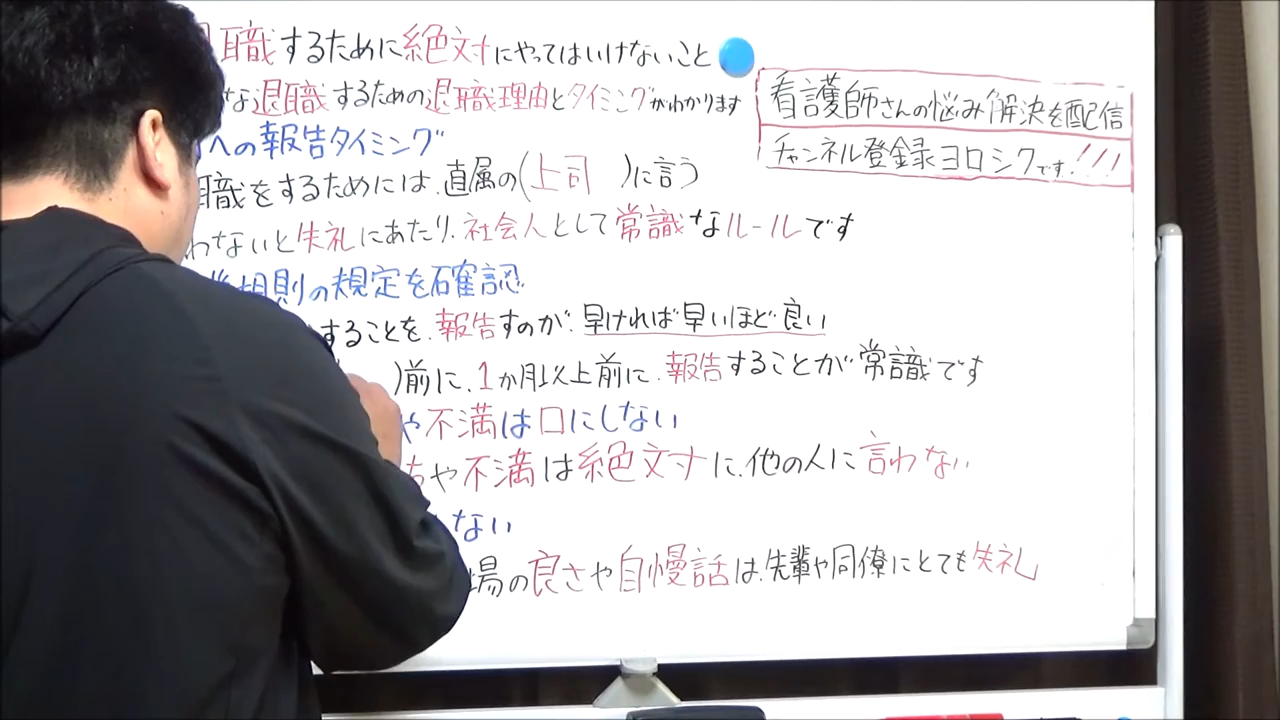 退職するために絶対にやってはいけないこと
な退職するための退職理由とタイミングがわかります
看護師さんの悩み解決を配信
チャンネル登録ヨロシクです!!!
への報告タイミング
職をするためには、直属の(上司 )に言う
わないと失礼にあたり、社会人として常識なルールです
業規則の規定を確認
することを、報告すのが、早ければ早いほど良い
)前に、1か月以上前に、報告することが常識です
や不満は口にしない
や不満は絶対に、他の人に言わない
ない
場の良さや自慢話は、先輩や同僚にとても失礼